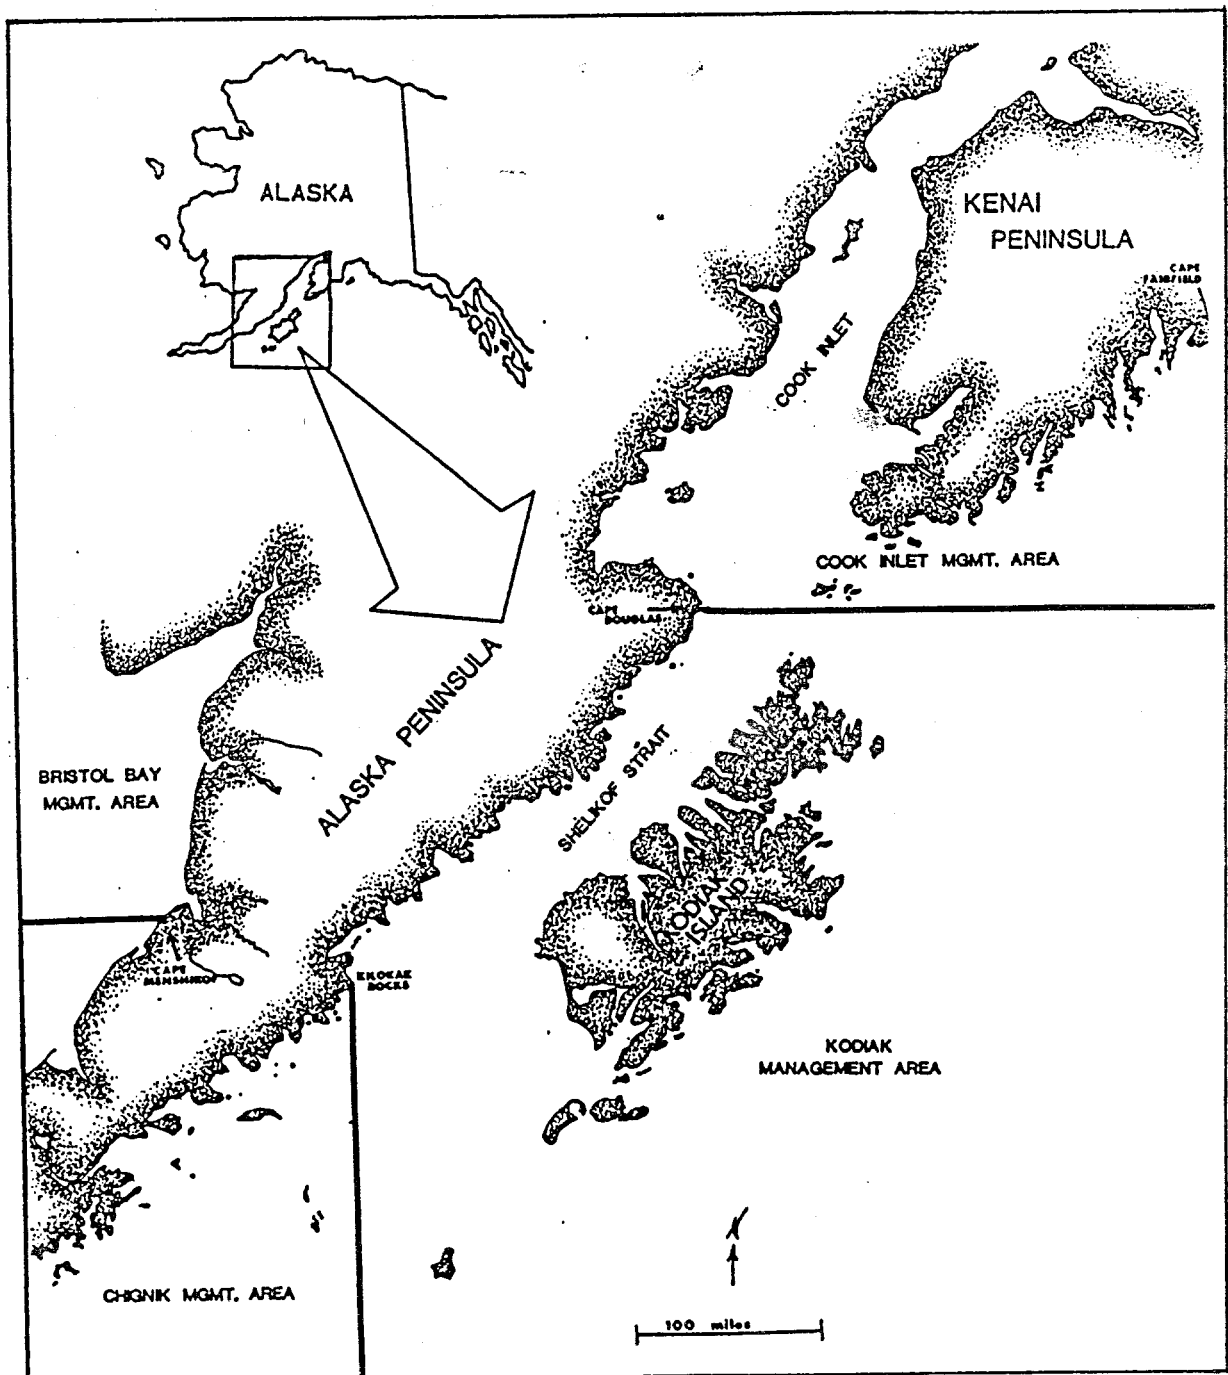 ALASKA
KENAI
PENINSULA
CAPE
FAIRFIELD
COOK INLET
COOK INLET MGMT. AREA
CAPE
DOUGLAS
ALASKA PENINSULA
SHELIKOF STRAIT
BRISTOL BAY
MGMT. AREA
KODIAK
ISLAND
CAPE
MENSHIKOF
ROCKS
KODIAK
MANAGEMENT AREA
CHIGNIK MGMT. AREA
N
100 miles